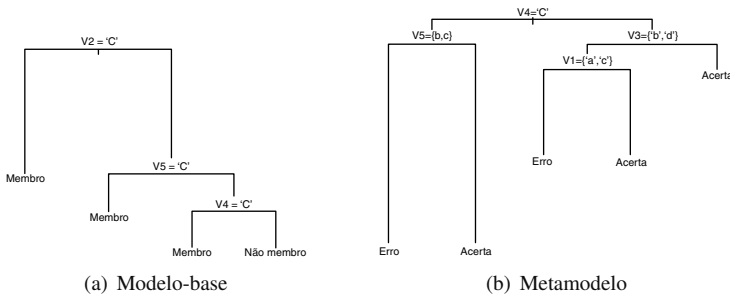 V2 = ‘C’
Membro
V5 = ‘C’
Membro
V4 = ‘C’
Membro
Não membro
(a) Modelo-base
V4=‘C’
V5={b,c}
V3={‘b’,‘d’}
V1={‘a’,‘c’}
Acerta
Erro
Acerta
Erro
Acerta
(b) Metamodelo